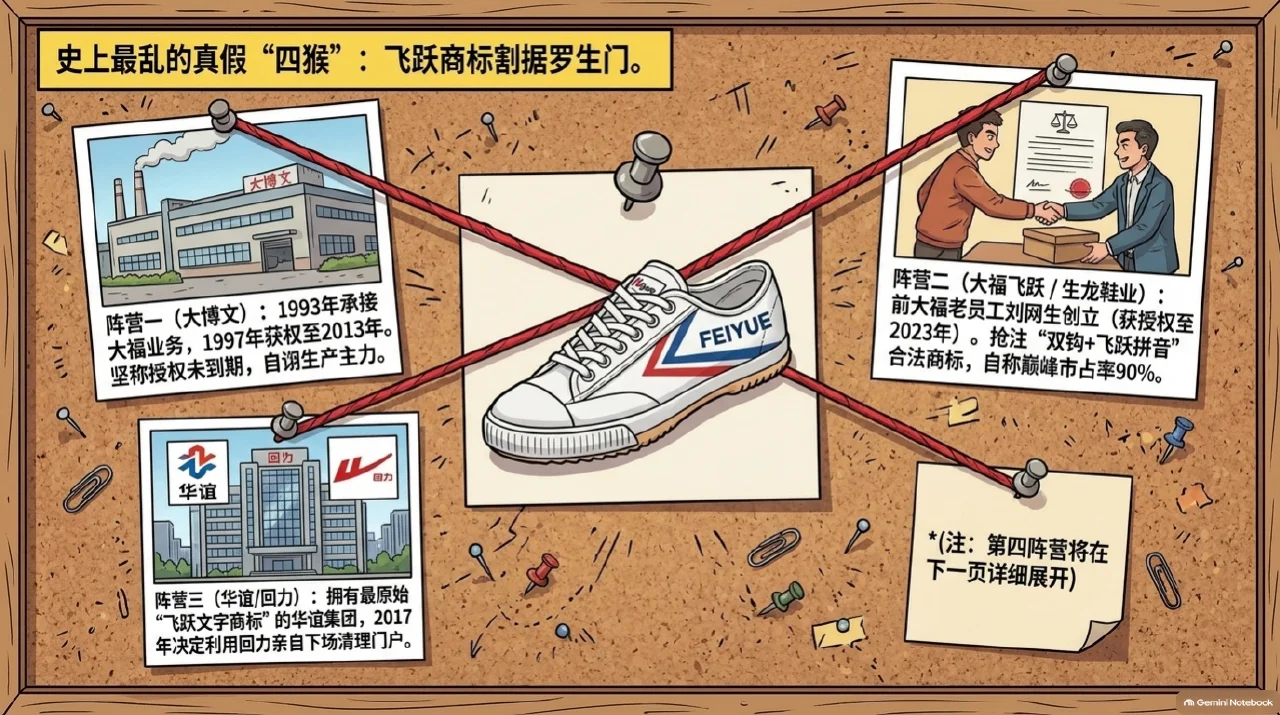 史上最乱的真假“四猴”：飞跃商标割据罗生门。
大博文
阵营一（大博文）：1993年承接
大福业务，1997年获权至2013年。
坚称授权未到期，自诩生产主力。
阵营二（大福飞跃 / 生龙鞋业）：
前大福老员工刘网生创立（获授权至
2023年）。抢注“双钩+飞跃拼音”
合法商标，自称巅峰市占率90%。
FEIYUE
华谊
回力
回力
阵营三（华谊/回力）：拥有最原始
“飞跃文字商标”的华谊集团，2017
年决定利用回力亲自下场清理门户。
*(注：第四阵营将在
下一页详细展开)
Gemini Notebook